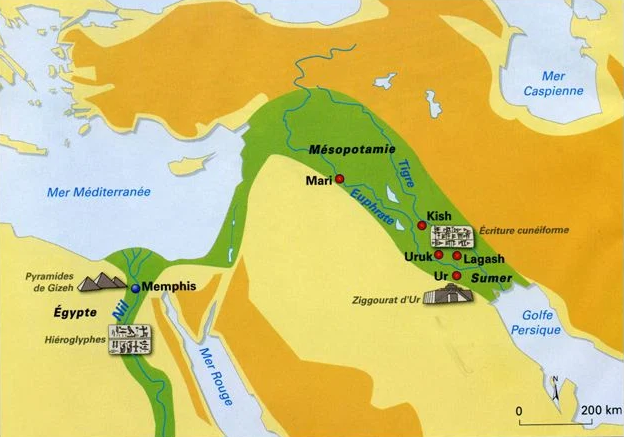 Mer
Caspienne
Mésopotamie
Tigre
Mari
Euphrate
Mer Méditerranée
Kish
Écriture cunéiforme
Uruk
Lagash
Ur
Sumer
Ziggourat d'Ur
Pyramides
de Gizeh
Memphis
Égypte
Nil
Hiéroglyphes
Mer Rouge
Golfe
Persique
N
0
200 km